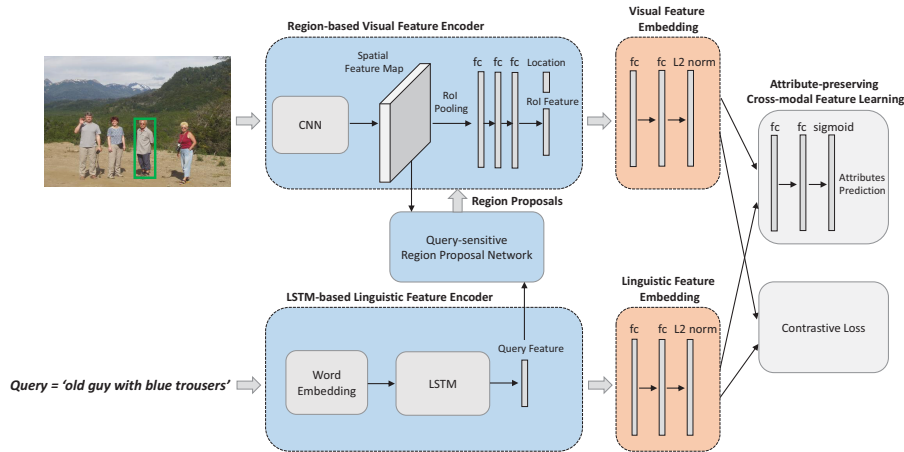 Region-based Visual Feature Encoder
Spatial
Feature Map
CNN
RoI
Pooling
fc fc fc
Location
RoI Feature
Visual Feature
Embedding
fc fc L2 norm
Attribute-preserving
Cross-modal Feature Learning
fc fc sigmoid
Attributes
Prediction
Region Proposals
Query-sensitive
Region Proposal Network
LSTM-based Linguistic Feature Encoder
Query = ‘old guy with blue trousers’
Word
Embedding
LSTM
Query Feature
Linguistic Feature
Embedding
fc fc L2 norm
Contrastive Loss